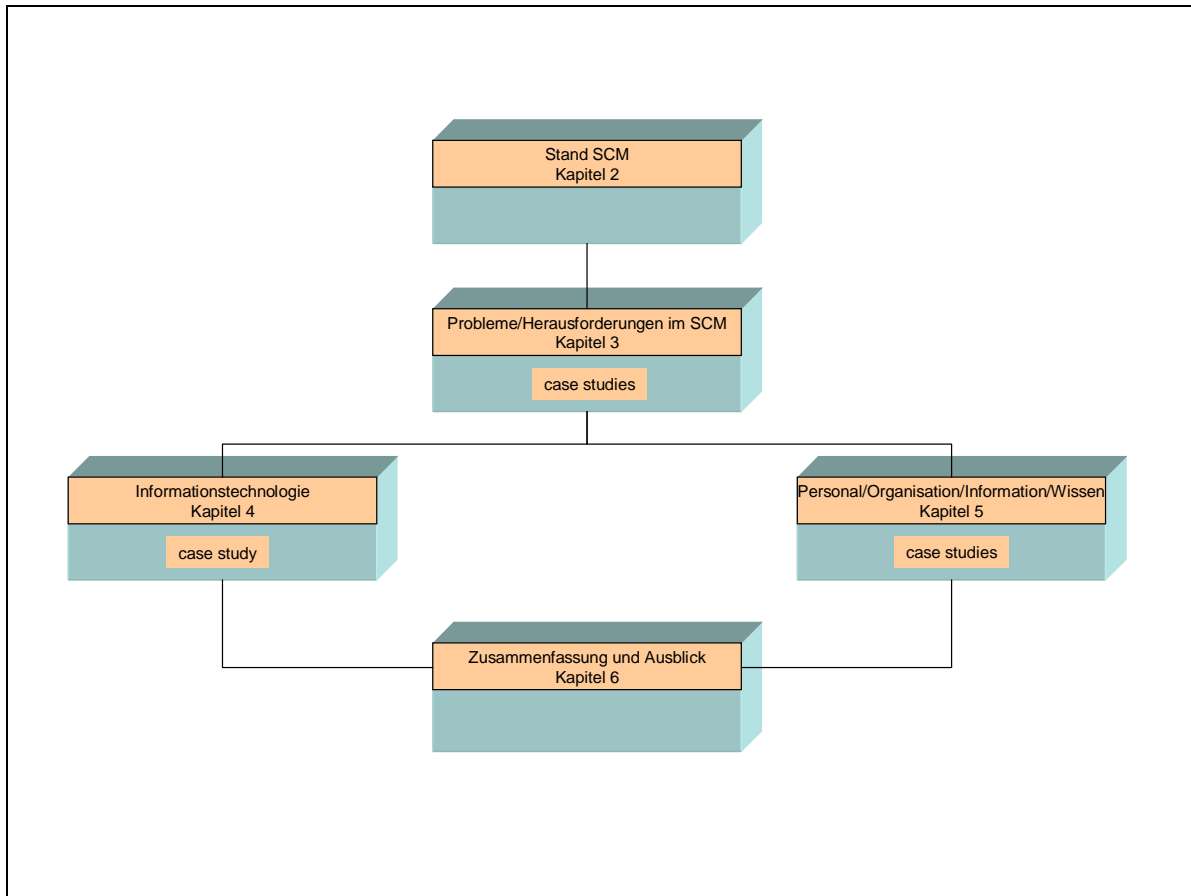 Stand SCM
Kapitel 2
Probleme/Herausforderungen im SCM
Kapitel 3
case studies
Informationstechnologie
Kapitel 4
case study
Personal/Organisation/Information/Wissen
Kapitel 5
case studies
Zusammenfassung und Ausblick
Kapitel 6